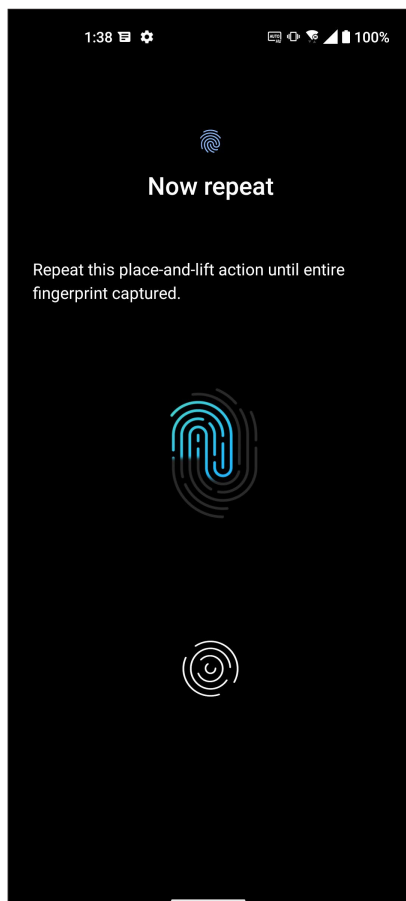 1:38
100%
Now repeat
Repeat this place-and-lift action until entire
fingerprint captured.